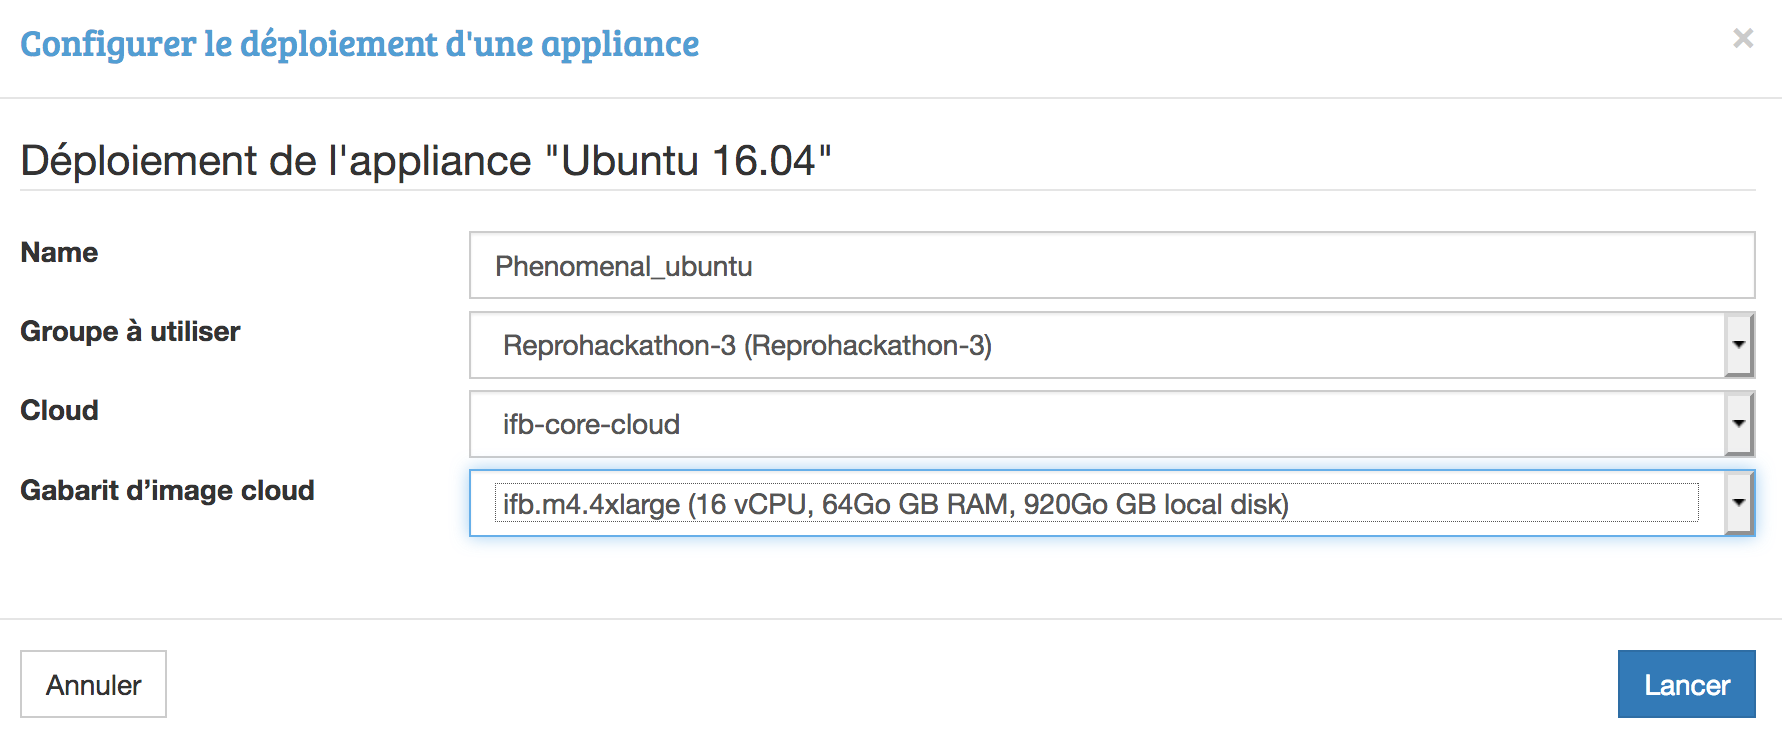 Configurer le déploiement d'une appliance
×
Déploiement de l'appliance "Ubuntu 16.04"
Name
Phenomenal_ubuntu
Groupe à utiliser
Reprohackathon-3 (Reprohackathon-3)
Cloud
ifb-core-cloud
Gabarit d’image cloud
ifb.m4.4xlarge (16 vCPU, 64Go GB RAM, 920Go GB local disk)
Annuler
Lancer